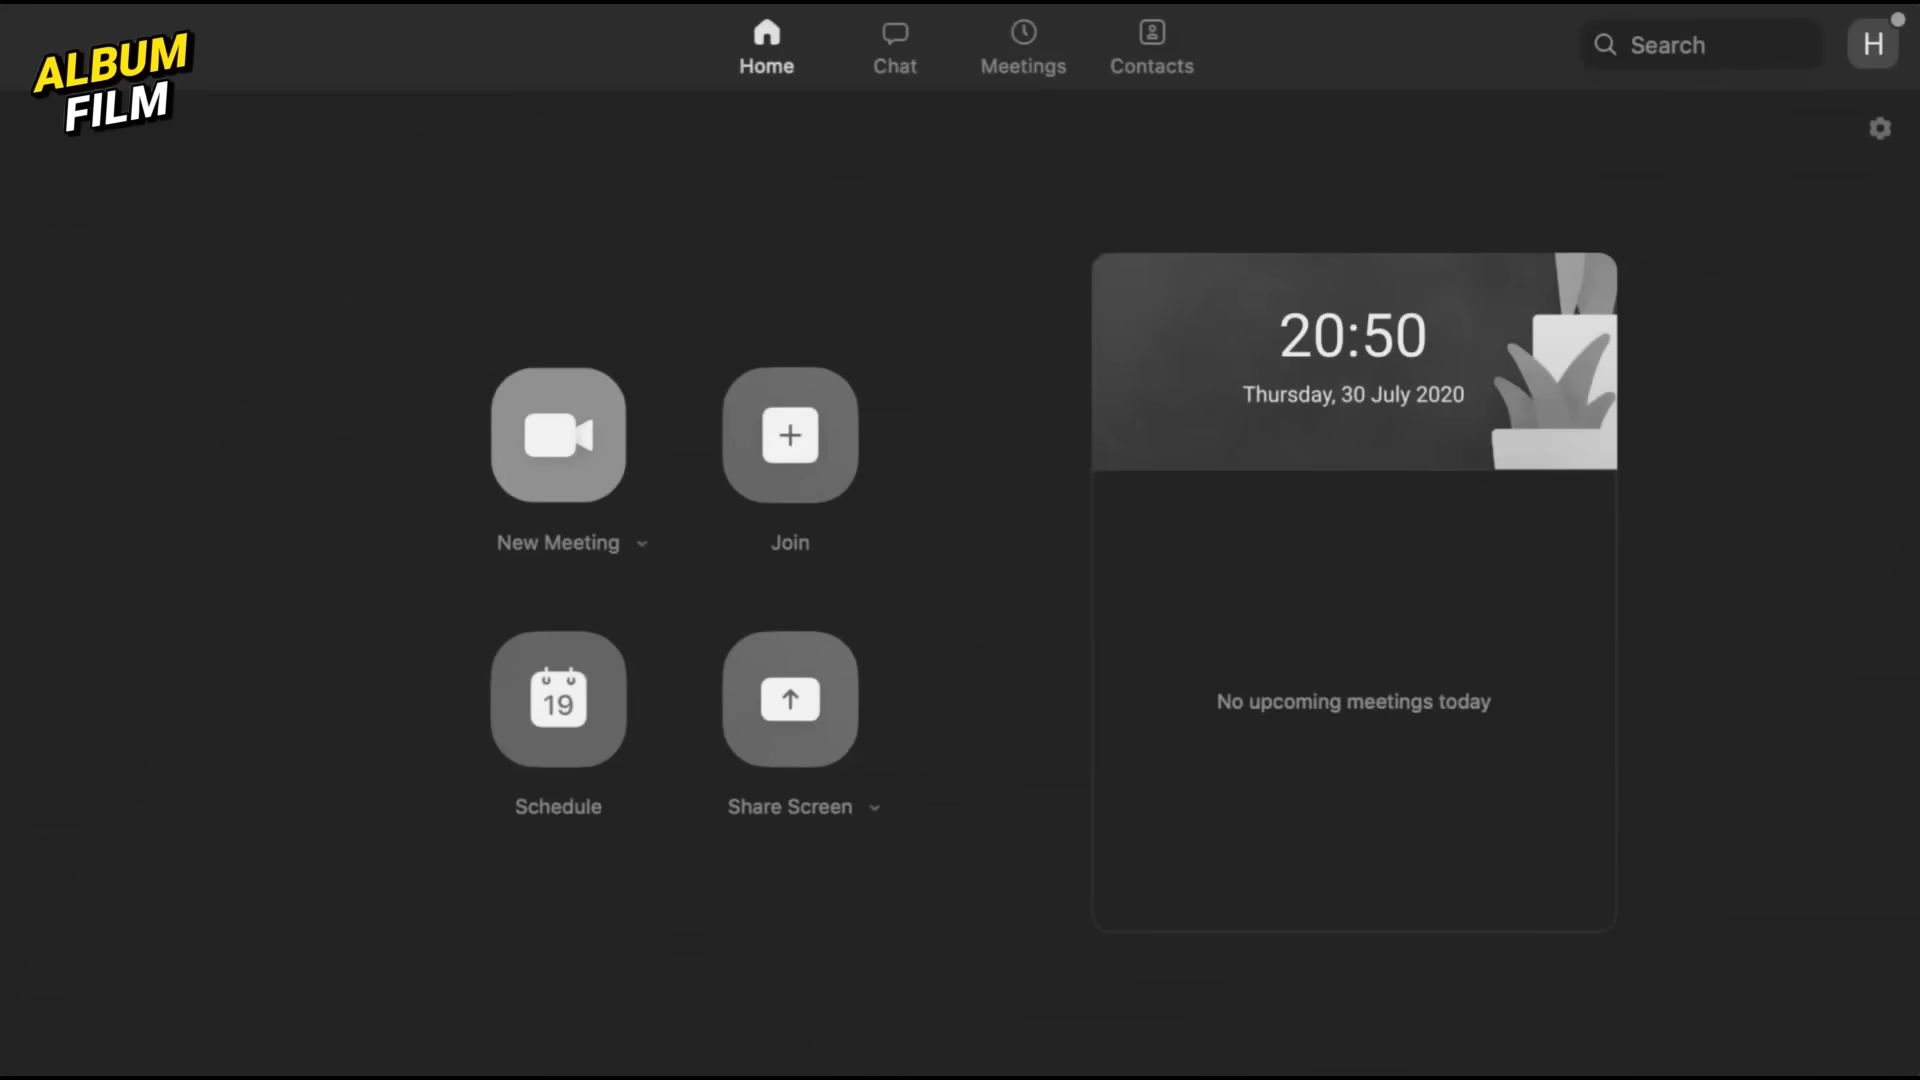 ALBUM
FILM
Home
Chat
Meetings
Contacts
Search
H
20:50
Thursday, 30 July 2020
New Meeting
Join
19
Schedule
Share Screen
No upcoming meetings today